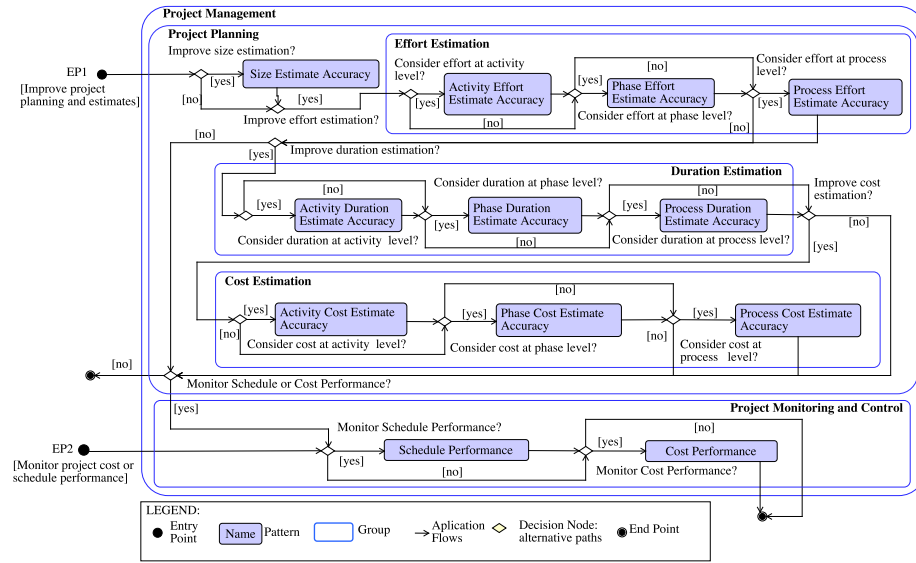 Project Management
Project Planning
Improve size estimation?
Effort Estimation
Consider effort at activity
level?
[no]
Consider effort at process
level?
EP1
[yes]
Size Estimate Accuracy
Activity Effort
Estimate Accuracy
[yes]
Phase Effort
Estimate Accuracy
[yes]
Process Effort
Estimate Accuracy
[Improve project
planning and estimates]
[no]
[yes]
[yes]
Improve effort estimation?
[no]
Consider effort at phase level?
[no]
[no]
[yes]
Improve duration estimation?
Duration Estimation
[no]
Consider duration at phase level?
[no]
Improve cost
estimation?
[yes]
Activity Duration
Estimate Accuracy
[yes]
Phase Duration
Estimate Accuracy
[yes]
Process Duration
Estimate Accuracy
[no]
Consider duration at activity level?
[no]
Consider duration at process level?
[yes]
Cost Estimation
[no]
[yes]
Activity Cost Estimate
Accuracy
[yes]
Phase Cost Estimate
Accuracy
[yes]
Process Cost Estimate
Accuracy
[no]
Consider cost at activity level?
Consider cost at phase level?
[no]
Consider cost at
process level?
[no]
Monitor Schedule or Cost Performance?
[yes]
Project Monitoring and Control
Monitor Schedule Performance?
[no]
EP2
[yes]
Schedule Performance
[yes]
Cost Performance
[Monitor project cost or
schedule performance]
[no]
Monitor Cost Performance?
LEGEND:
Entry
Point
Name
Pattern
Group
Aplication
Flows
Decision Node:
alternative paths
End Point